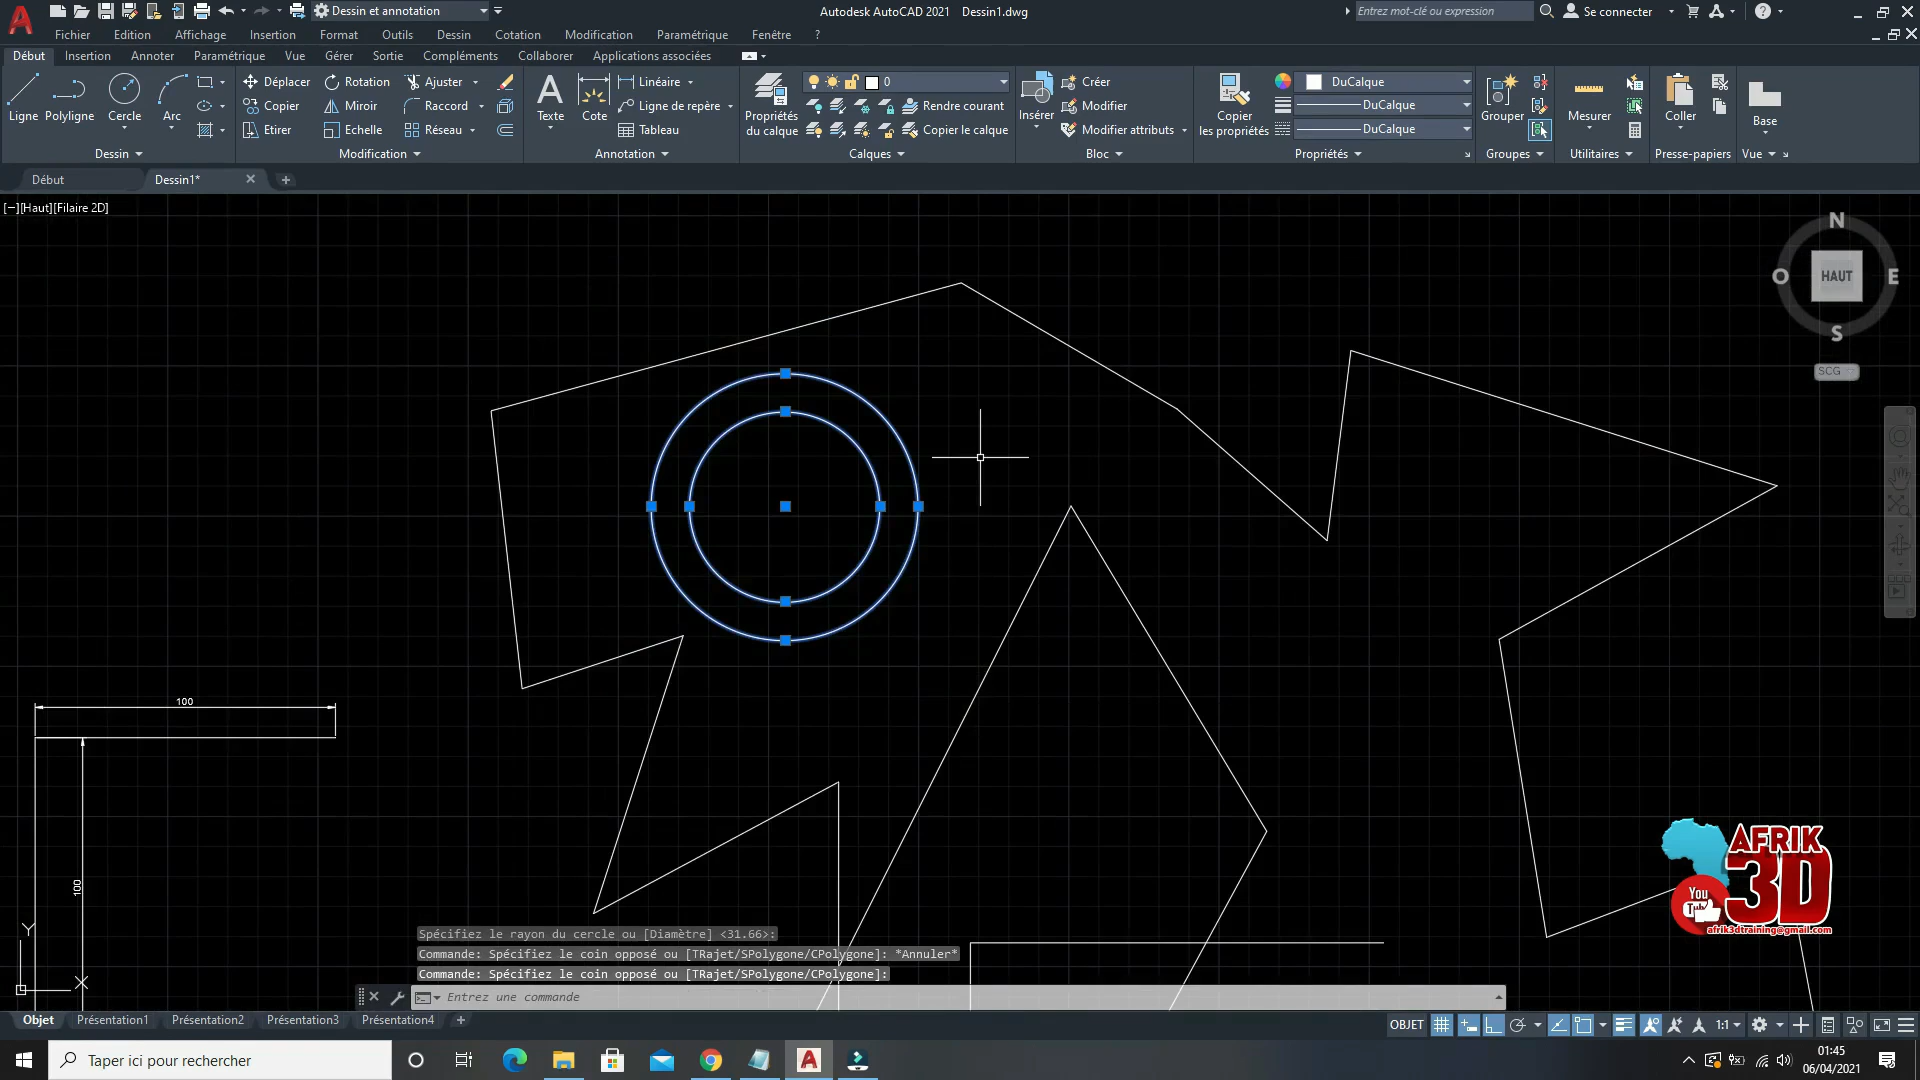 Dessin et annotation
Autodesk AutoCAD 2021 Dessin1.dwg
Entrez mot-clé ou expression
Se connecter
Fichier Edition Affichage Insertion Format Outils Dessin Cotation Modification Paramétrique Fenêtre ?
Début Insertion Annoter Paramétrique Vue Gérer Sortie Compléments Collaborer Applications associées
Ligne Polyligne Cercle Arc
Déplacer Rotation Ajuster
Copier Miroir Raccord
Etirer Echelle Réseau
Texte Cote
Linéaire
Ligne de repère
Tableau
Propriétés
du calque
0
Rendre courant
Copier le calque
Insérer
Créer
Modifier
Modifier attributs
Copier
les propriétés
DuCalque
DuCalque
DuCalque
Grouper
Mesurer
Coller
Base
Dessin Modification Annotation Calques Bloc Propriétés Groupes Utilitaires Presse-papiers Vue
Début Dessin1*
[−][Haut][Filaire 2D]
N
O HAUT E
S
SCG
100
100
Y
X
AFRIK
3D
You
Tube
afrik3dtraining@gmail.com
Spécifiez le rayon du cercle ou [Diamètre] <31.66>:
Commande: Spécifiez le coin opposé ou [TRajet/SPolygone/CPolygone]: *Annuler*
Commande: Spécifiez le coin opposé ou [TRajet/SPolygone/CPolygone]:
Entrez une commande
Objet Présentation1 Présentation2 Présentation3 Présentation4 +
OBJET 1:1
Taper ici pour rechercher
01:45
06/04/2021